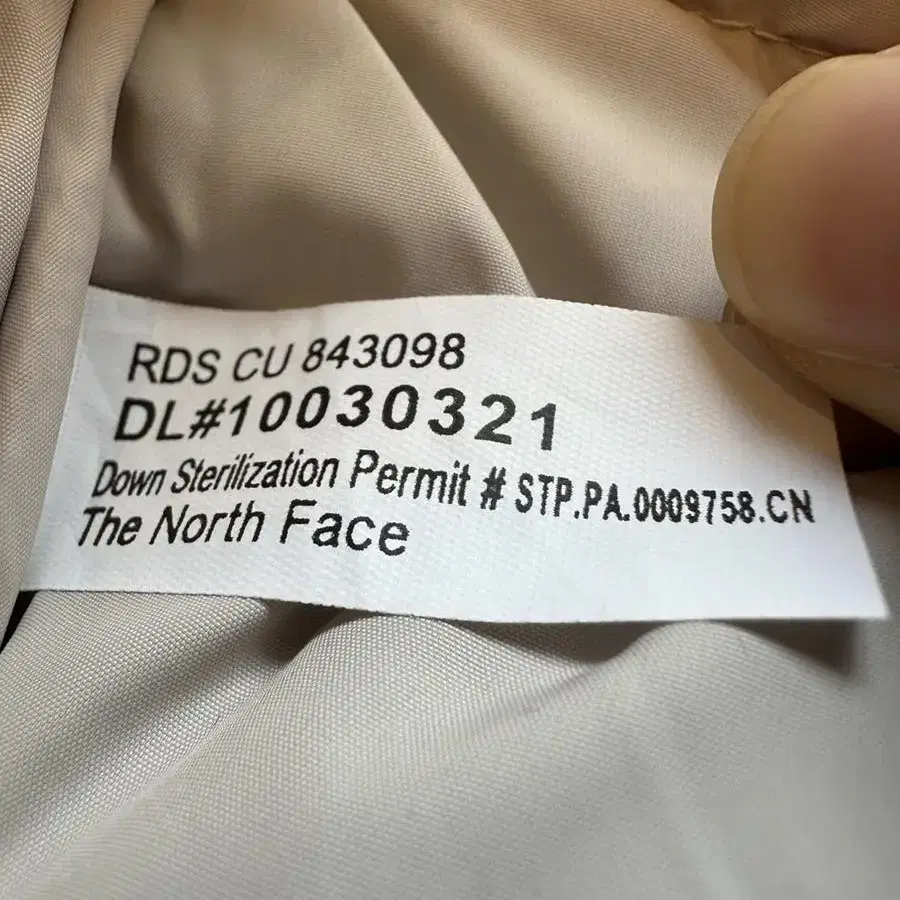 RDS CU 843098
DL#10030321
Down Sterilization Permit # STP.PA.0009758.CN
The North Face